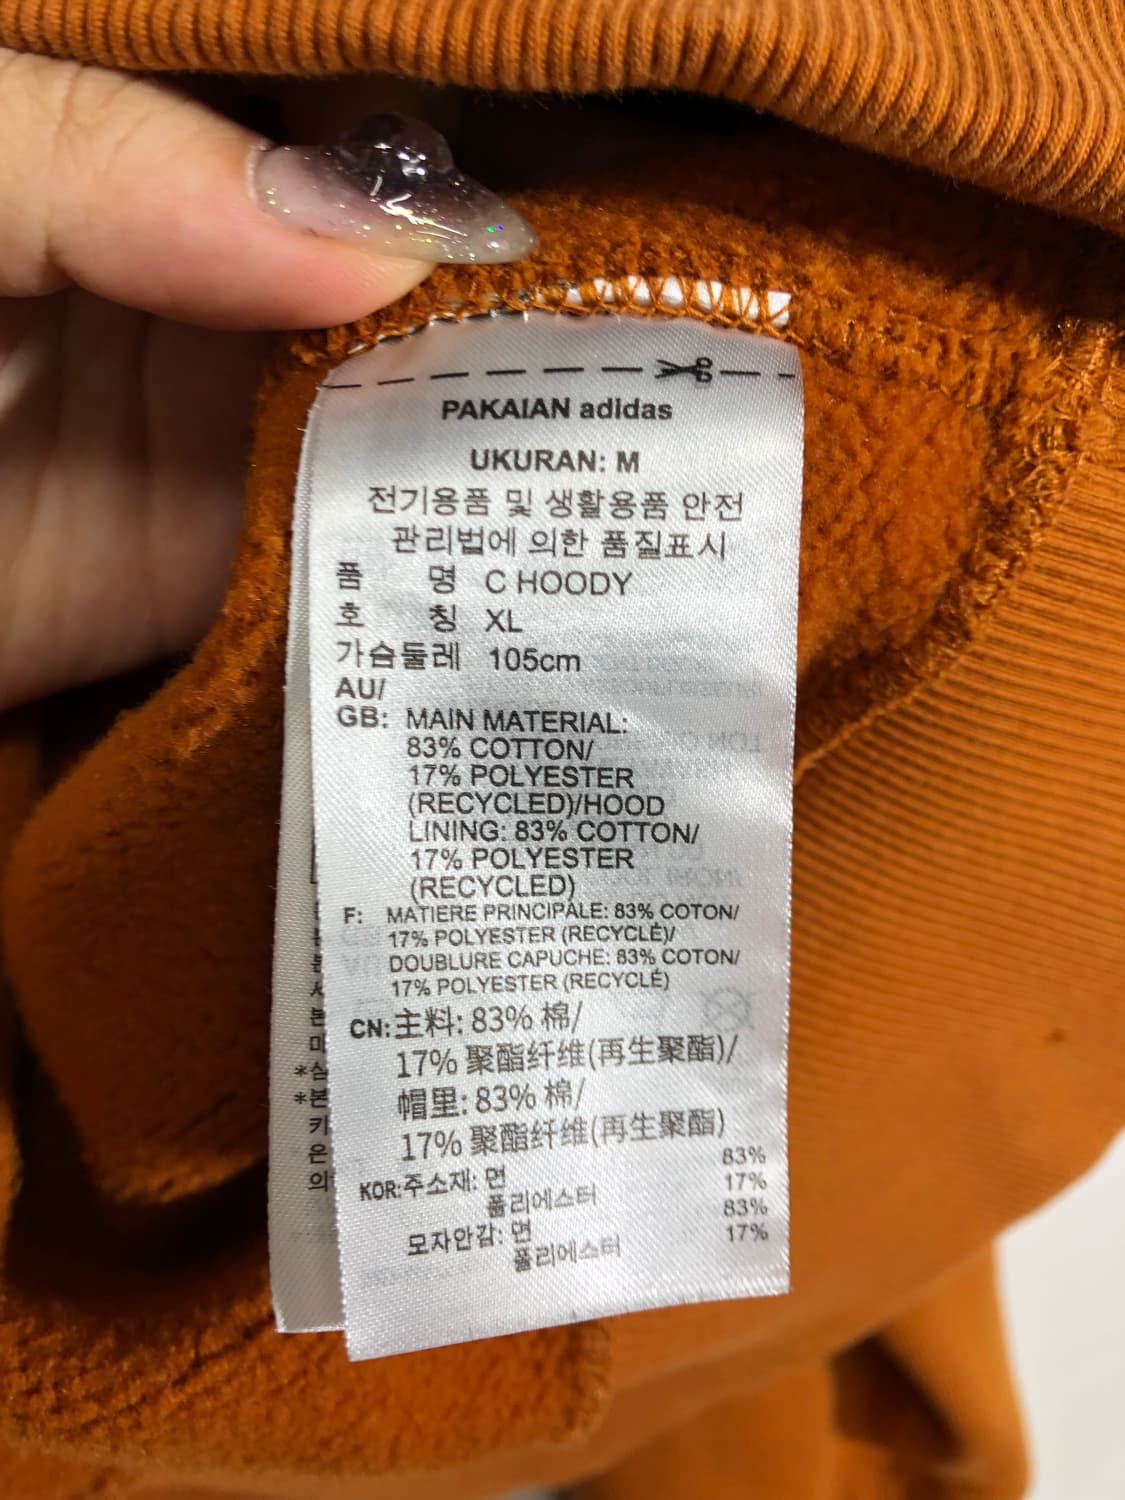 PAKAIAN adidas
UKURAN: M
전기용품 및 생활용품 안전
관리법에 의한 품질표시
품 명 C HOODY
호 칭 XL
가슴둘레 105cm
AU/
GB: MAIN MATERIAL:
83% COTTON/
17% POLYESTER
(RECYCLED)/HOOD
LINING: 83% COTTON/
17% POLYESTER
(RECYCLED)
F: MATIERE PRINCIPALE: 83% COTON/
17% POLYESTER (RECYCLÉ)/
DOUBLURE CAPUCHE: 83% COTON/
17% POLYESTER (RECYCLÉ)
CN:主料: 83% 棉/
17% 聚酯纤维(再生聚酯)/
帽里: 83% 棉/
17% 聚酯纤维(再生聚酯)
KOR:주소재: 면 83%
폴리에스터 17%
모자안감: 면 83%
폴리에스터 17%